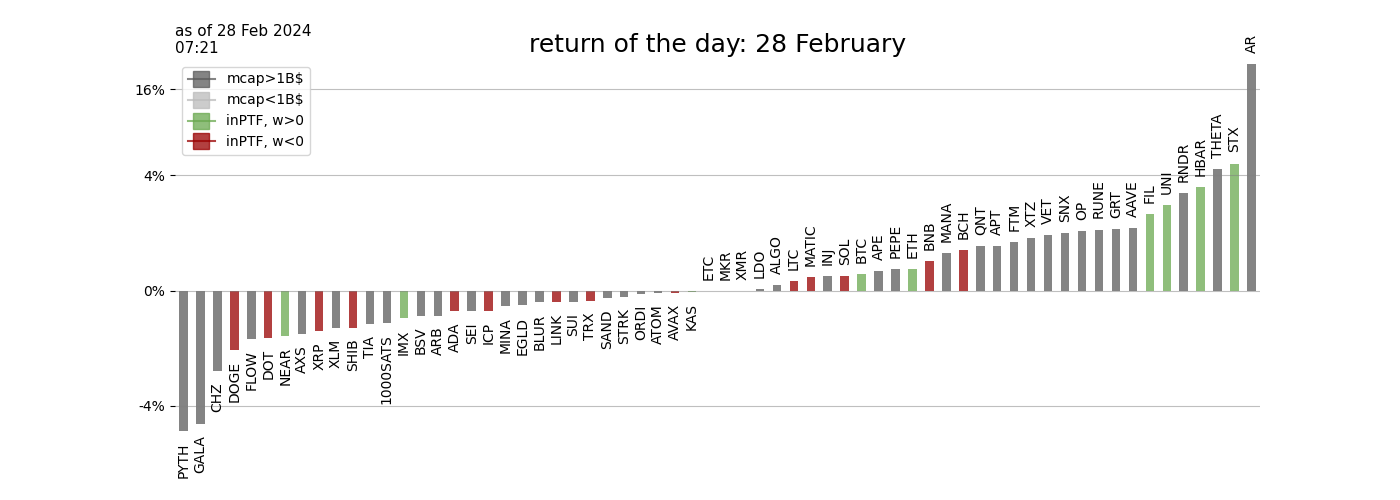 as of 28 Feb 2024
07:21
return of the day: 28 February
mcap>1B$
mcap<1B$
inPTF, w>0
inPTF, w<0
16%
4%
0%
-4%
PYTH
GALA
CHZ
DOGE
FLOW
DOT
NEAR
AXS
XRP
XLM
SHIB
TIA
1000SATS
IMX
BSV
ARB
ADA
SEI
ICP
MINA
EGLD
BLUR
LINK
SUI
TRX
SAND
STRK
ORDI
ATOM
AVAX
KAS
ETC
MKR
XMR
LDO
ALGO
LTC
MATIC
INJ
SOL
BTC
APE
PEPE
ETH
BNB
MANA
BCH
QNT
APT
FTM
XTZ
VET
SNX
OP
RUNE
GRT
AAVE
FIL
UNI
RNDR
HBAR
THETA
STX
AR